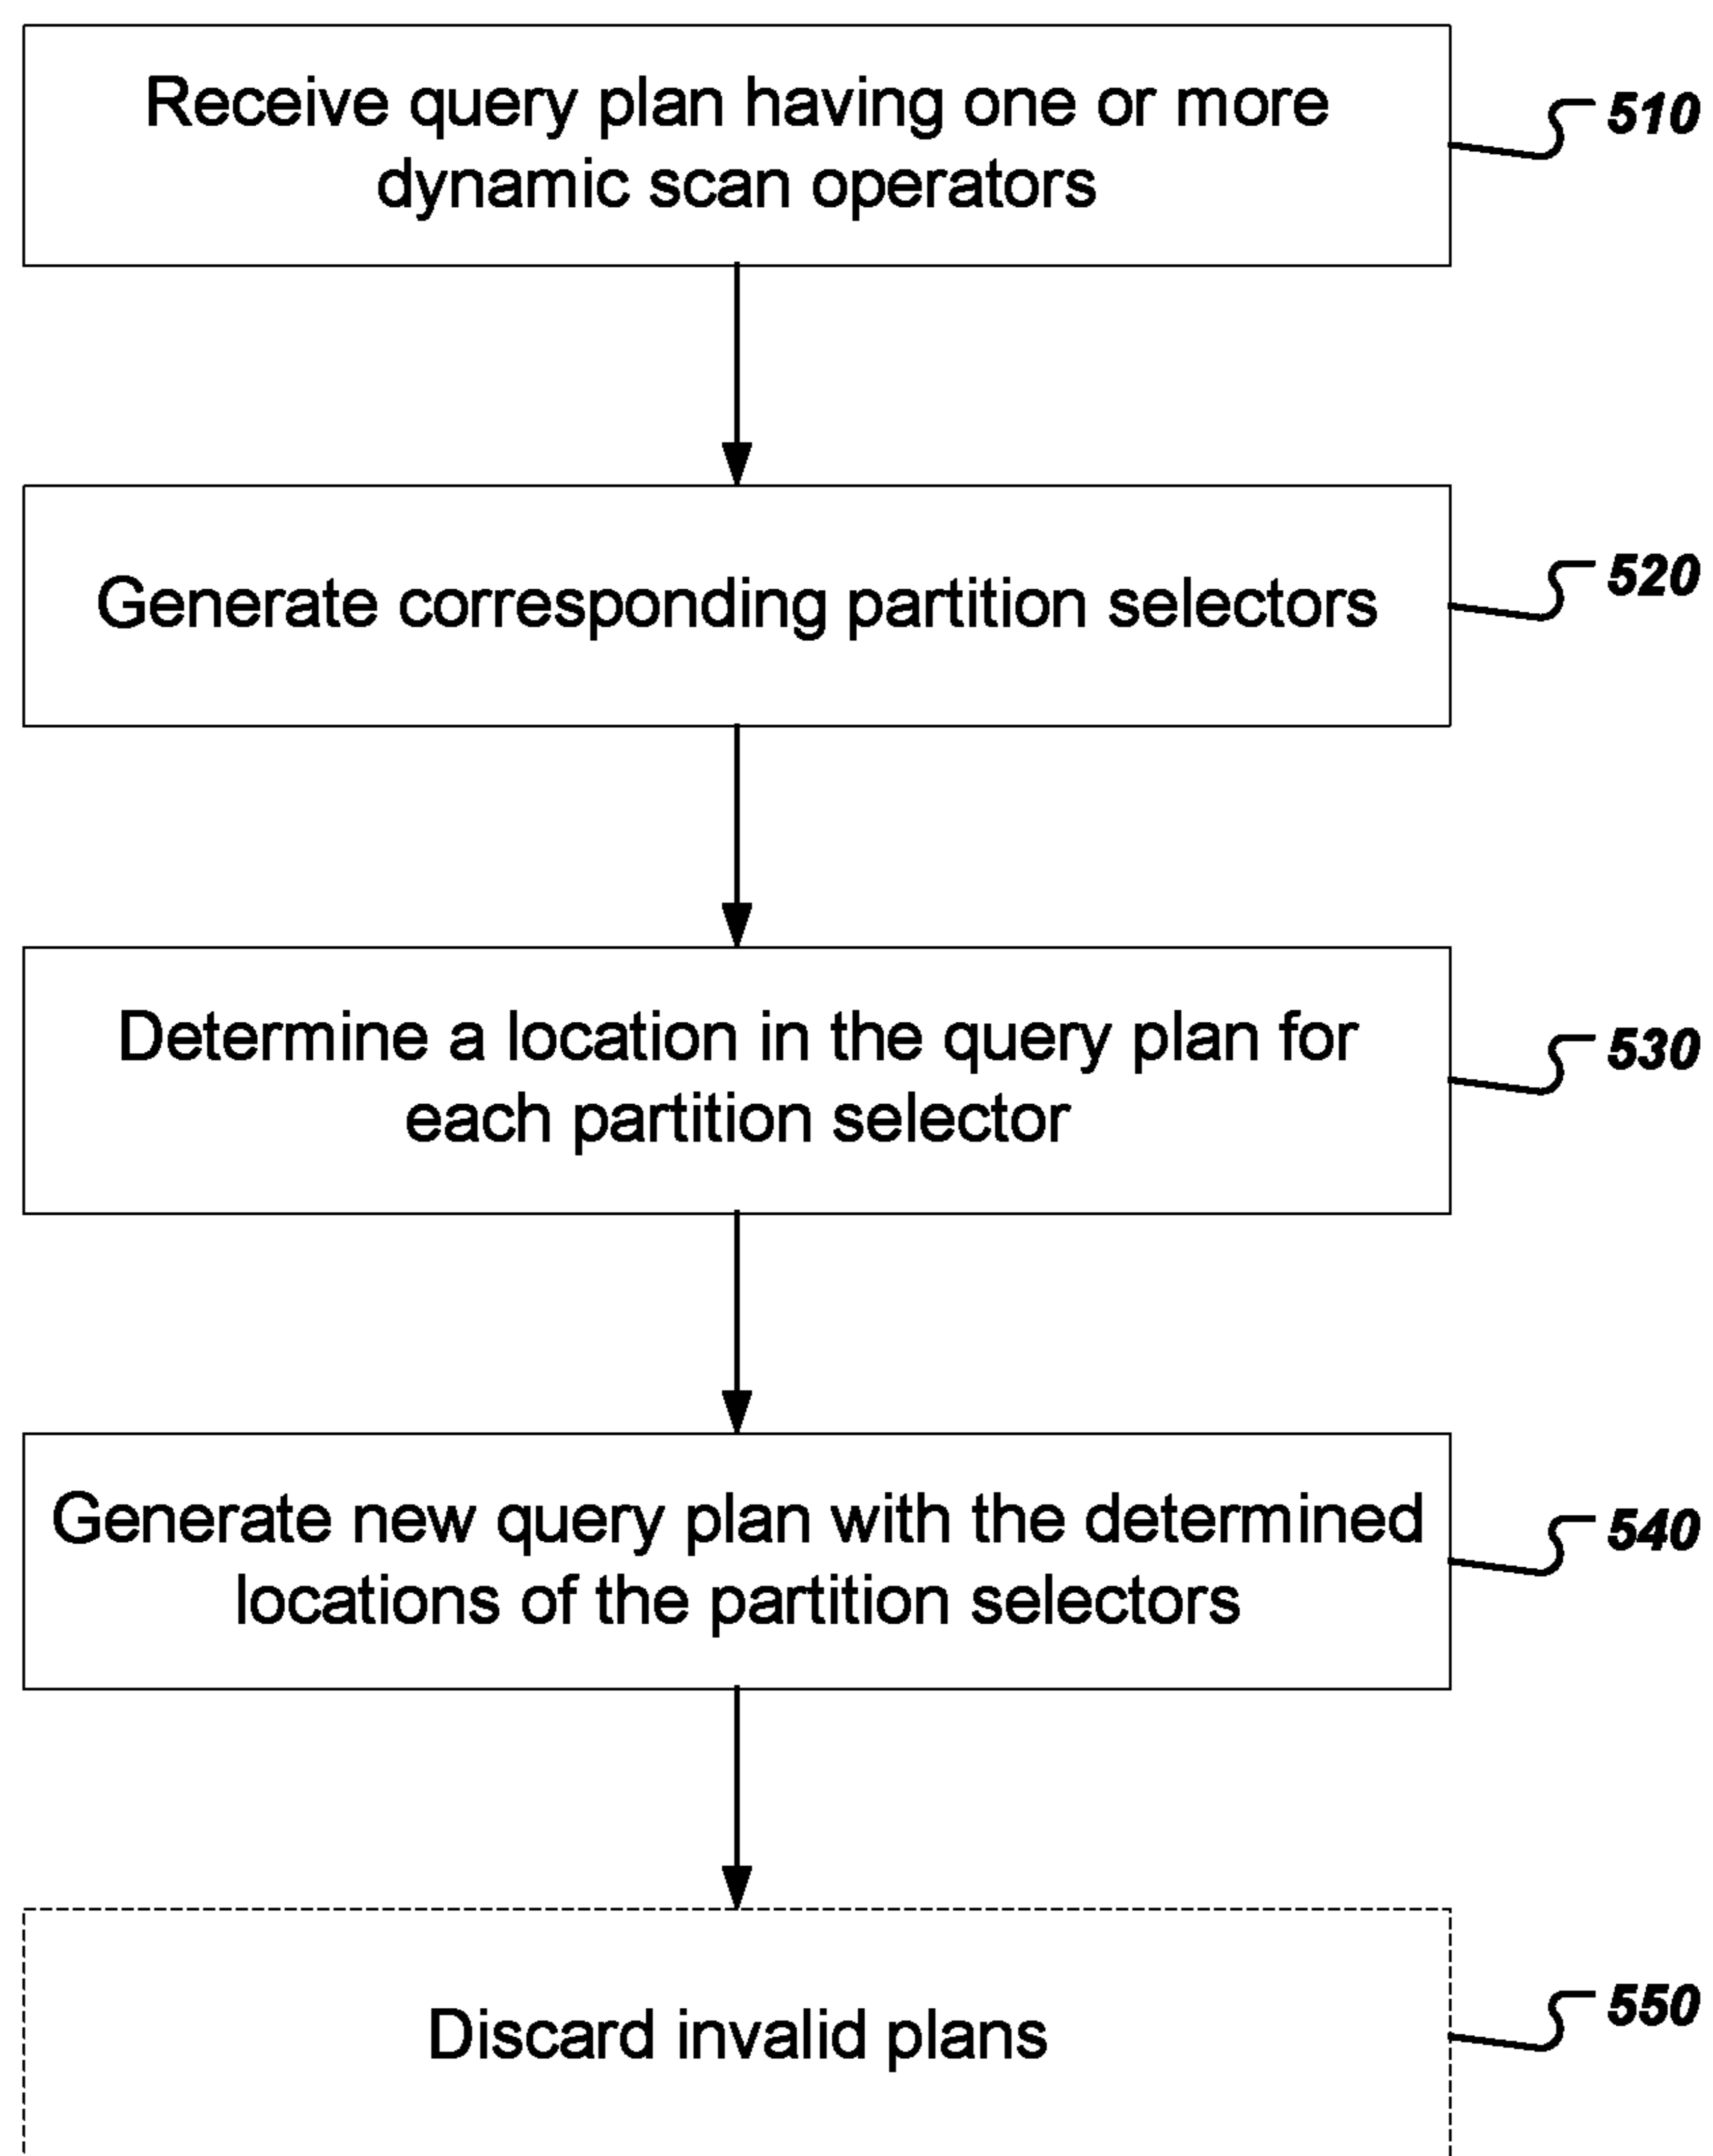 Receive query plan having one or more
dynamic scan operators
510
Generate corresponding partition selectors
520
Determine a location in the query plan for
each partition selector
530
Generate new query plan with the determined
locations of the partition selectors
540
Discard invalid plans
550